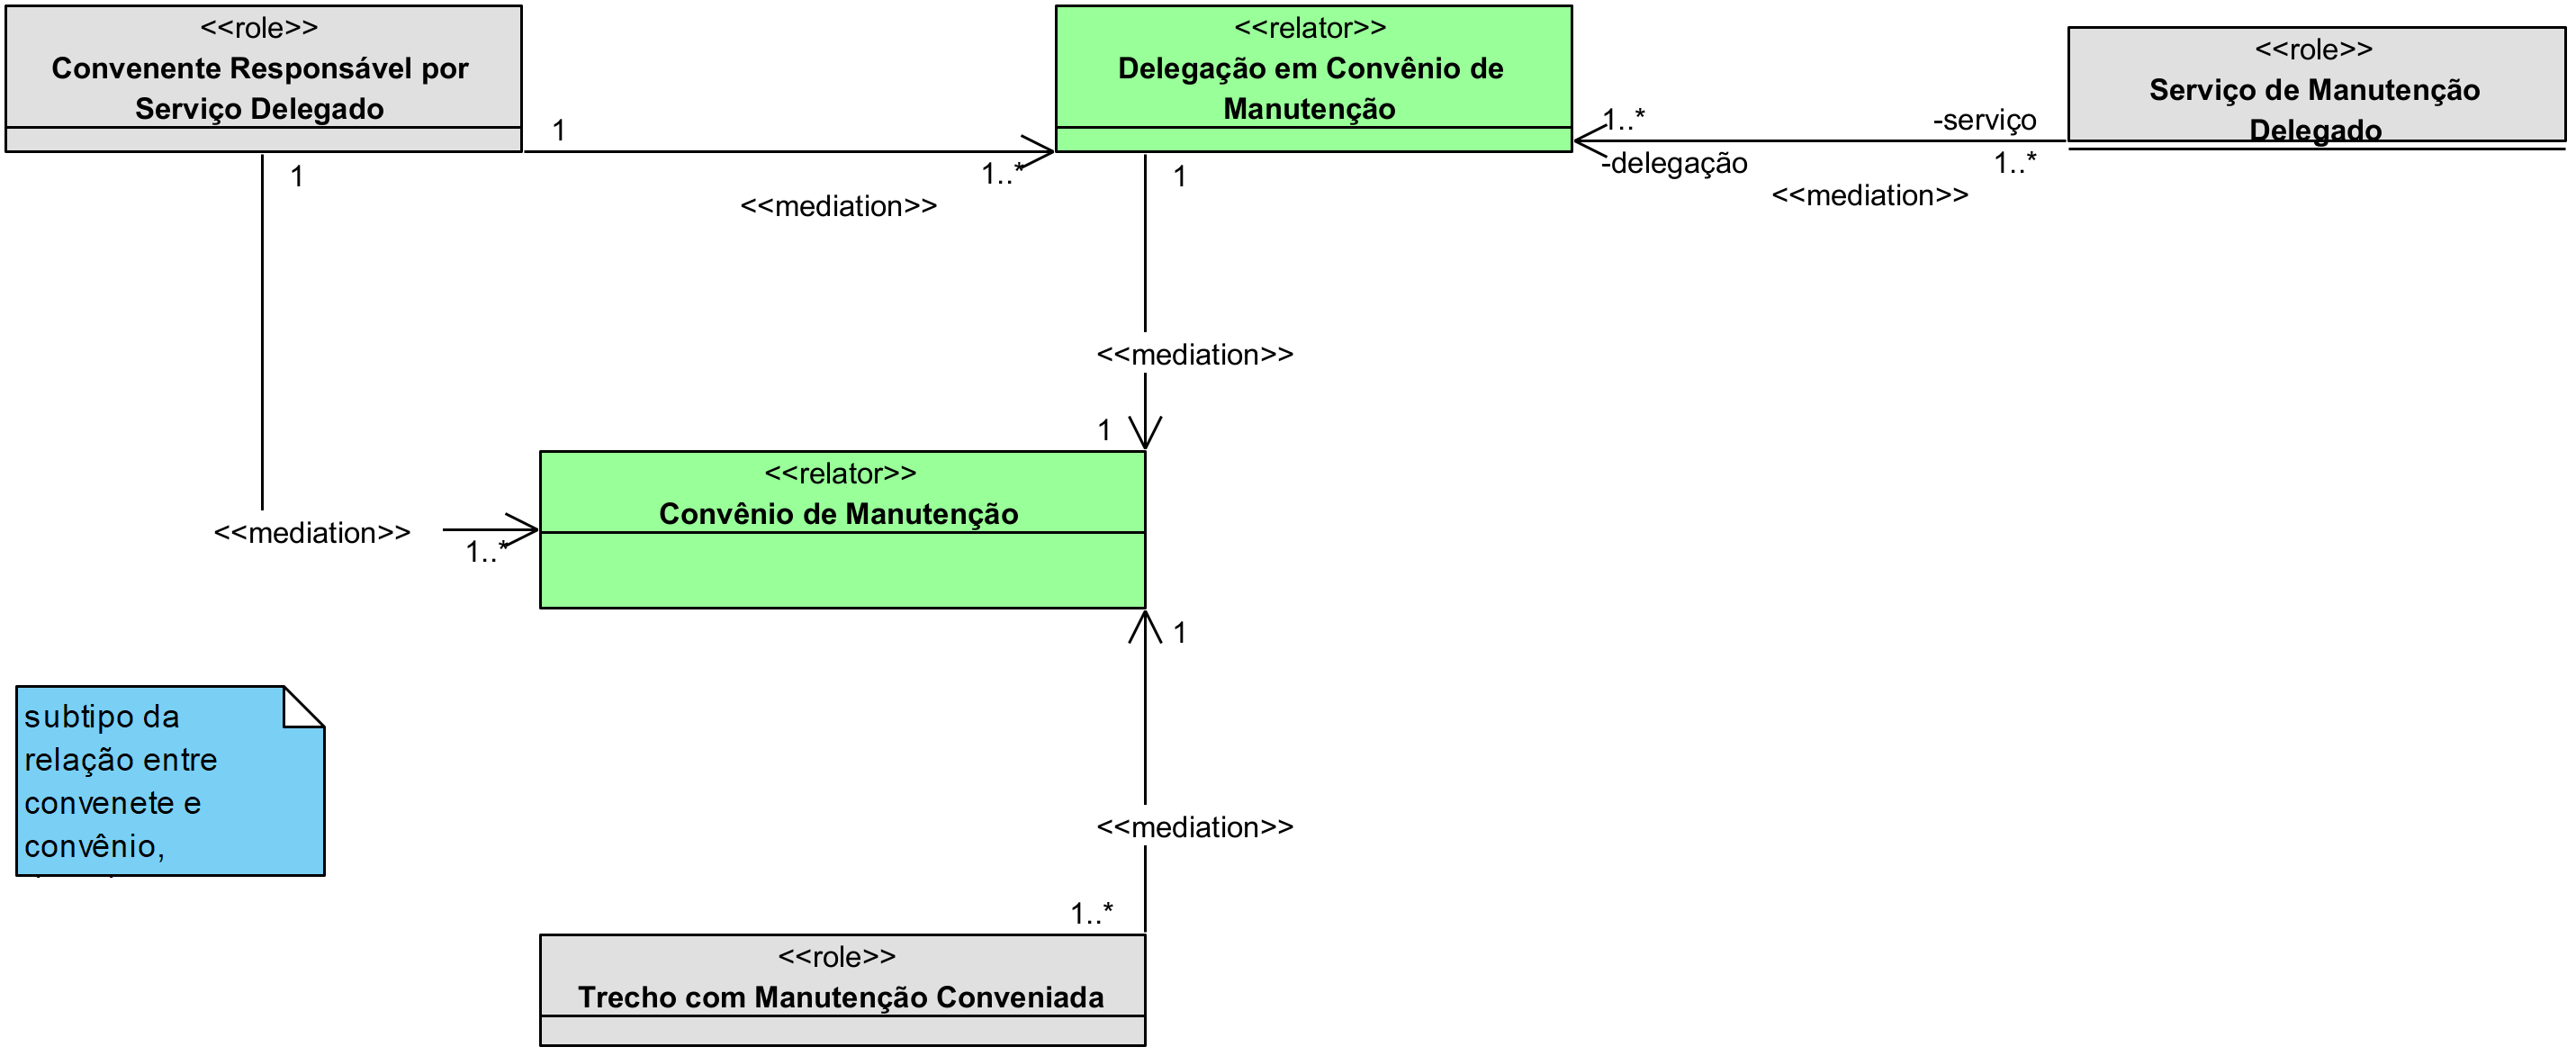 <<role>>
Convenente Responsável por
Serviço Delegado
<<relator>>
Delegação em Convênio de
Manutenção
<<role>>
Serviço de Manutenção
Delegado
1
1..*
<<mediation>>
1..*
-delegação
-serviço
1..*
<<mediation>>
1
1
<<mediation>>
1
<<relator>>
Convênio de Manutenção
<<mediation>>
1..*
1
subtipo da
relação entre
convenete e
convênio,
<<mediation>>
1..*
<<role>>
Trecho com Manutenção Conveniada